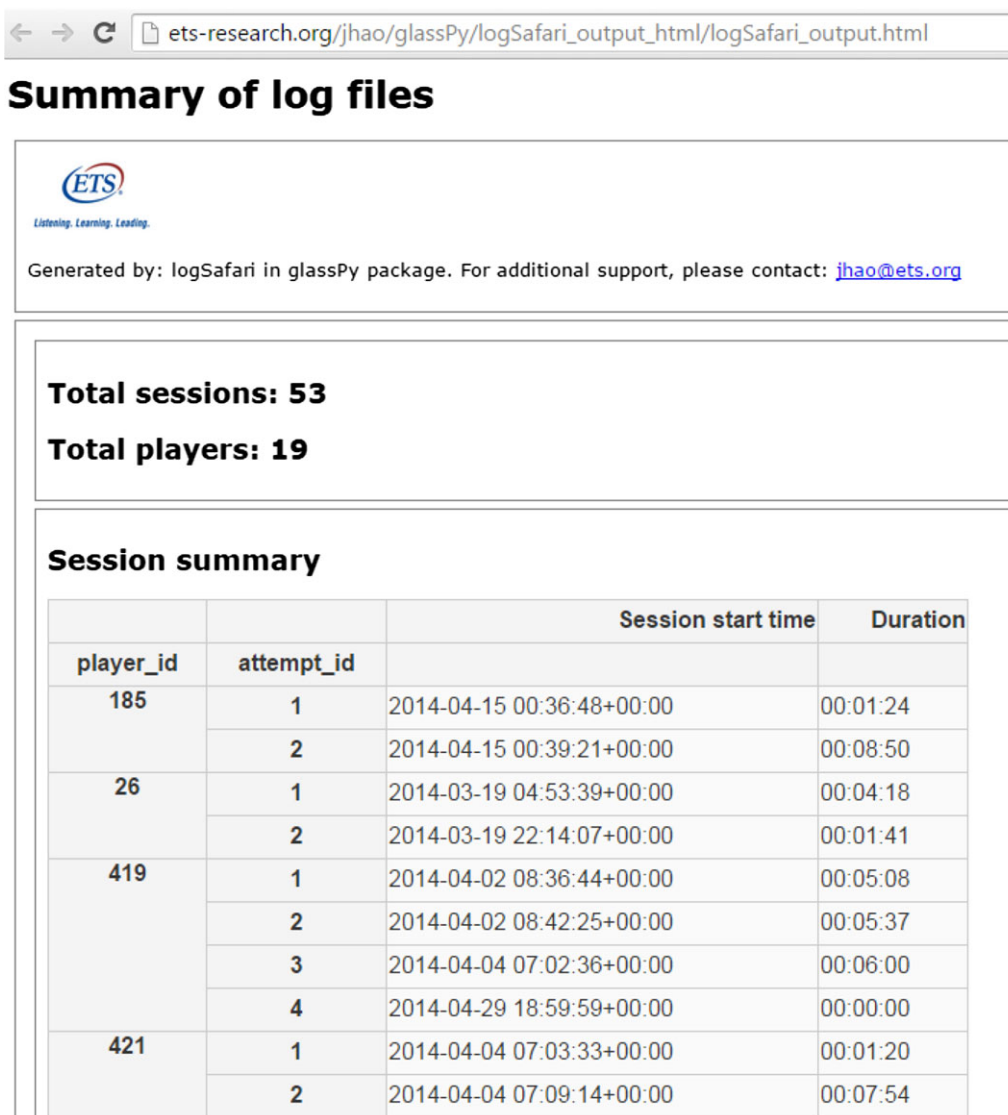 ets-research.org/jhao/glassPy/logSafari_output_html/logSafari_output.html
Summary of log files
ETS
Listening. Learning. Leading.
Generated by: logSafari in glassPy package. For additional support, please contact: jhao@ets.org
Total sessions: 53
Total players: 19
Session summary
Session start time Duration
player_id attempt_id
185 1 2014-04-15 00:36:48+00:00 00:01:24
2 2014-04-15 00:39:21+00:00 00:08:50
26 1 2014-03-19 04:53:39+00:00 00:04:18
2 2014-03-19 22:14:07+00:00 00:01:41
419 1 2014-04-02 08:36:44+00:00 00:05:08
2 2014-04-02 08:42:25+00:00 00:05:37
3 2014-04-04 07:02:36+00:00 00:06:00
4 2014-04-29 18:59:59+00:00 00:00:00
421 1 2014-04-04 07:03:33+00:00 00:01:20
2 2014-04-04 07:09:14+00:00 00:07:54